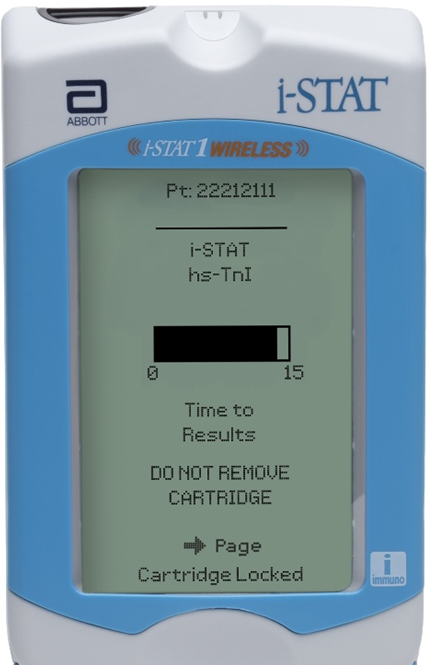 ABBOTT
i-STAT
i-STAT 1 WIRELESS
Pt: 22212111
i-STAT
hs-TnI
0 15
Time to
Results
DO NOT REMOVE
CARTRIDGE
Page
Cartridge Locked
i
immuno